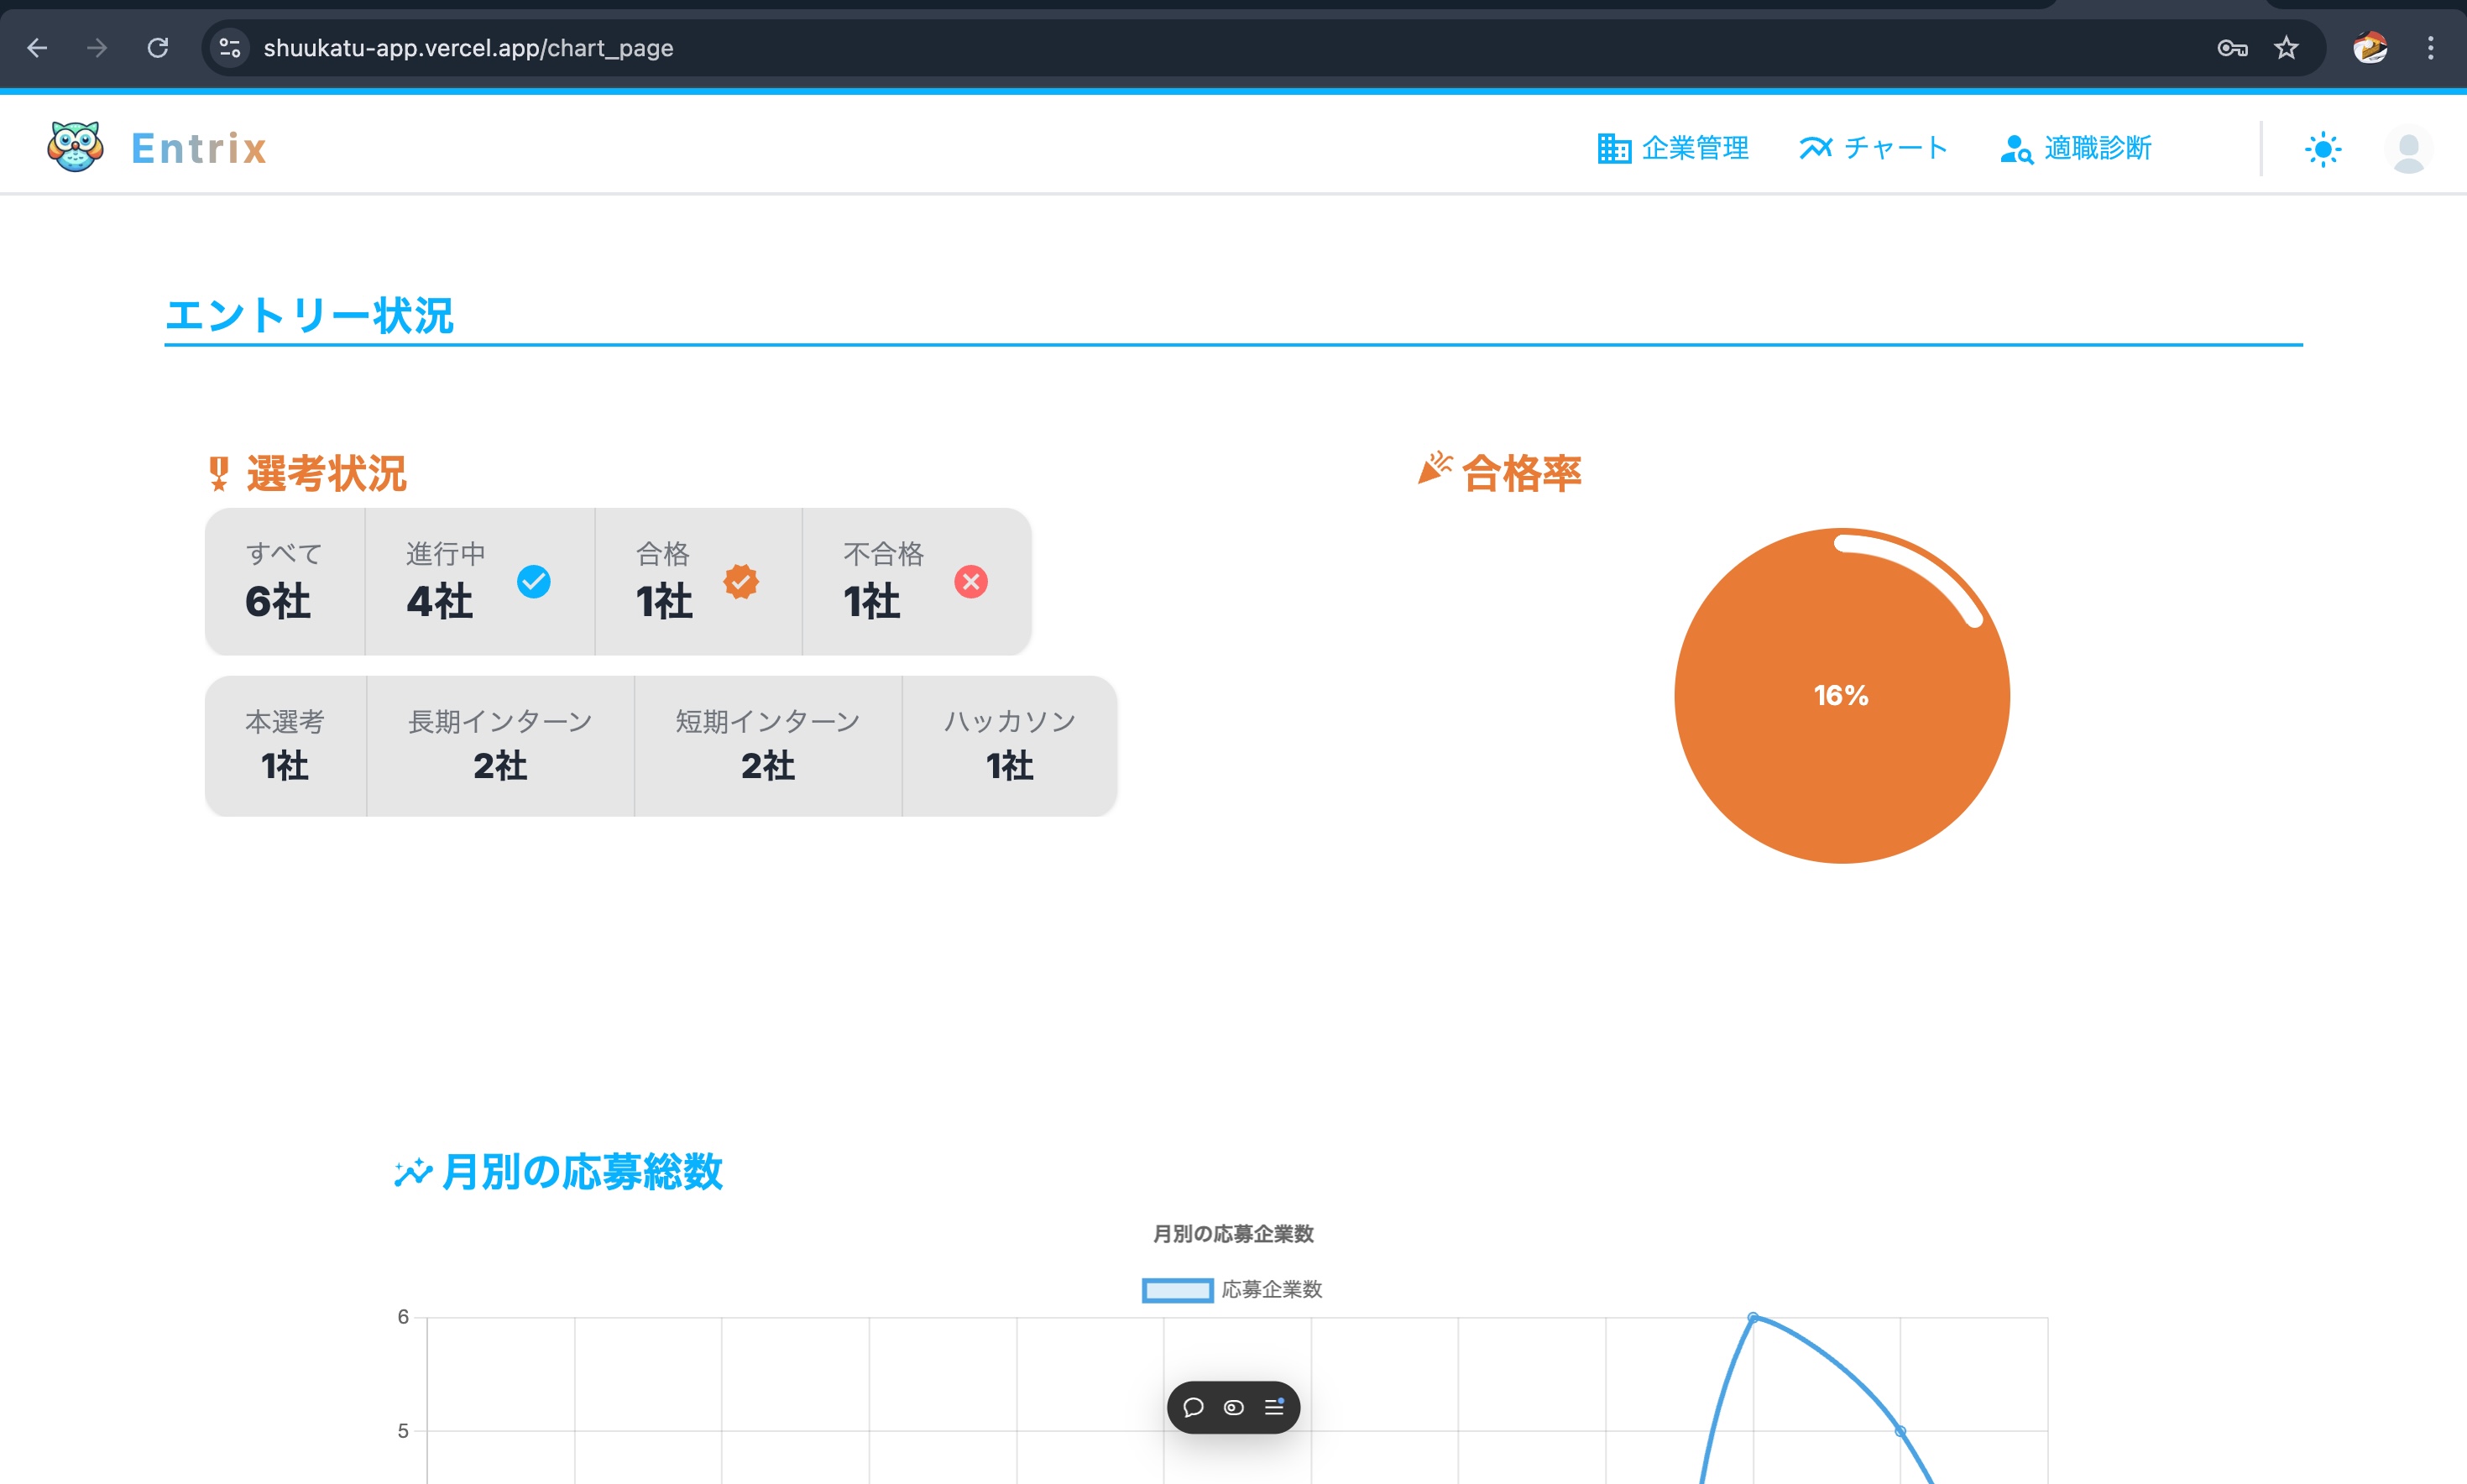 shuukatu-app.vercel.app/chart_page
Entrix
企業管理
チャート
適職診断
エントリー状況
選考状況
すべて
6社
進行中
4社
合格
1社
不合格
1社
本選考
1社
長期インターン
2社
短期インターン
2社
ハッカソン
1社
合格率
16%
月別の応募総数
月別の応募企業数
応募企業数
6
5